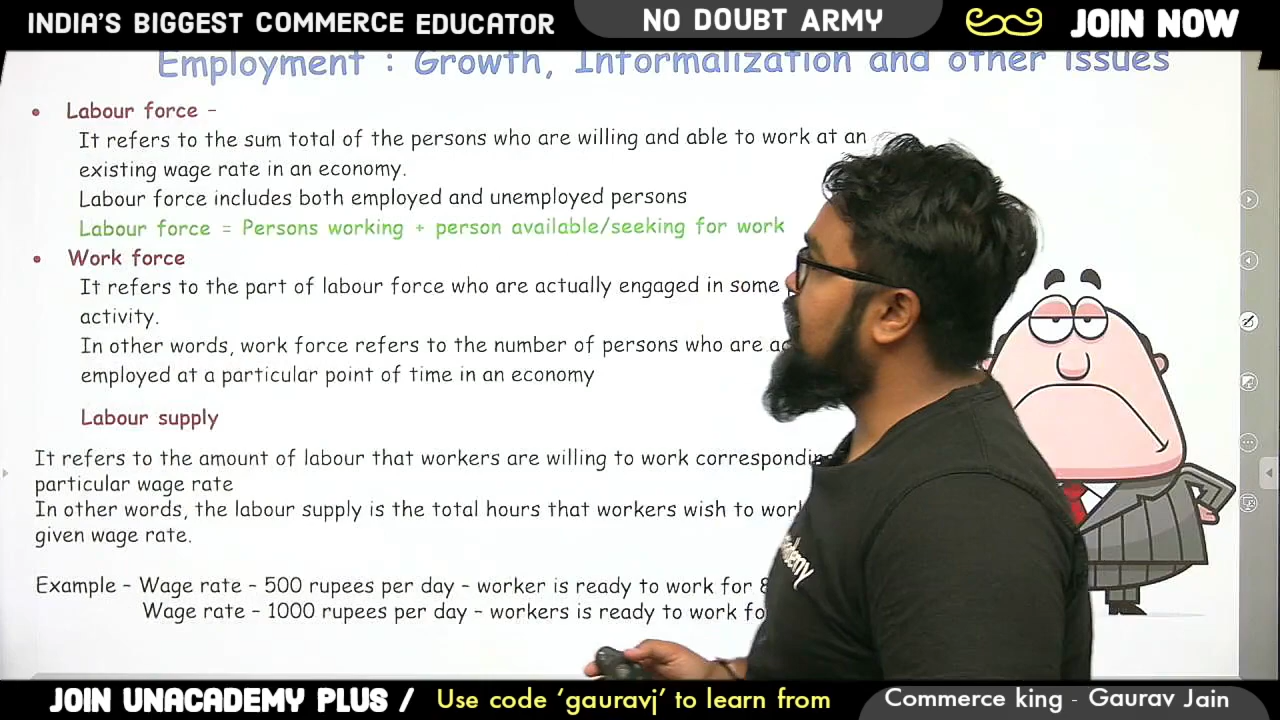 INDIA'S BIGGEST COMMERCE EDUCATOR
NO DOUBT ARMY
JOIN NOW
Employment : Growth, Informalization and other issues
Labour force -
It refers to the sum total of the persons who are willing and able to work at an
existing wage rate in an economy.
Labour force includes both employed and unemployed persons
Labour force = Persons working + person available/seeking for work
Work force
It refers to the part of labour force who are actually engaged in some
activity.
In other words, work force refers to the number of persons who are
employed at a particular point of time in an economy
Labour supply
It refers to the amount of labour that workers are willing to work
particular wage rate
In other words, the labour supply is the total hours that workers wish to
given wage rate.
Example - Wage rate - 500 rupees per day - worker is ready to work for
Wage rate - 1000 rupees per day - workers is ready to work
JOIN UNACADEMY PLUS / Use code 'gauravj' to learn from
Commerce king - Gaurav Jain